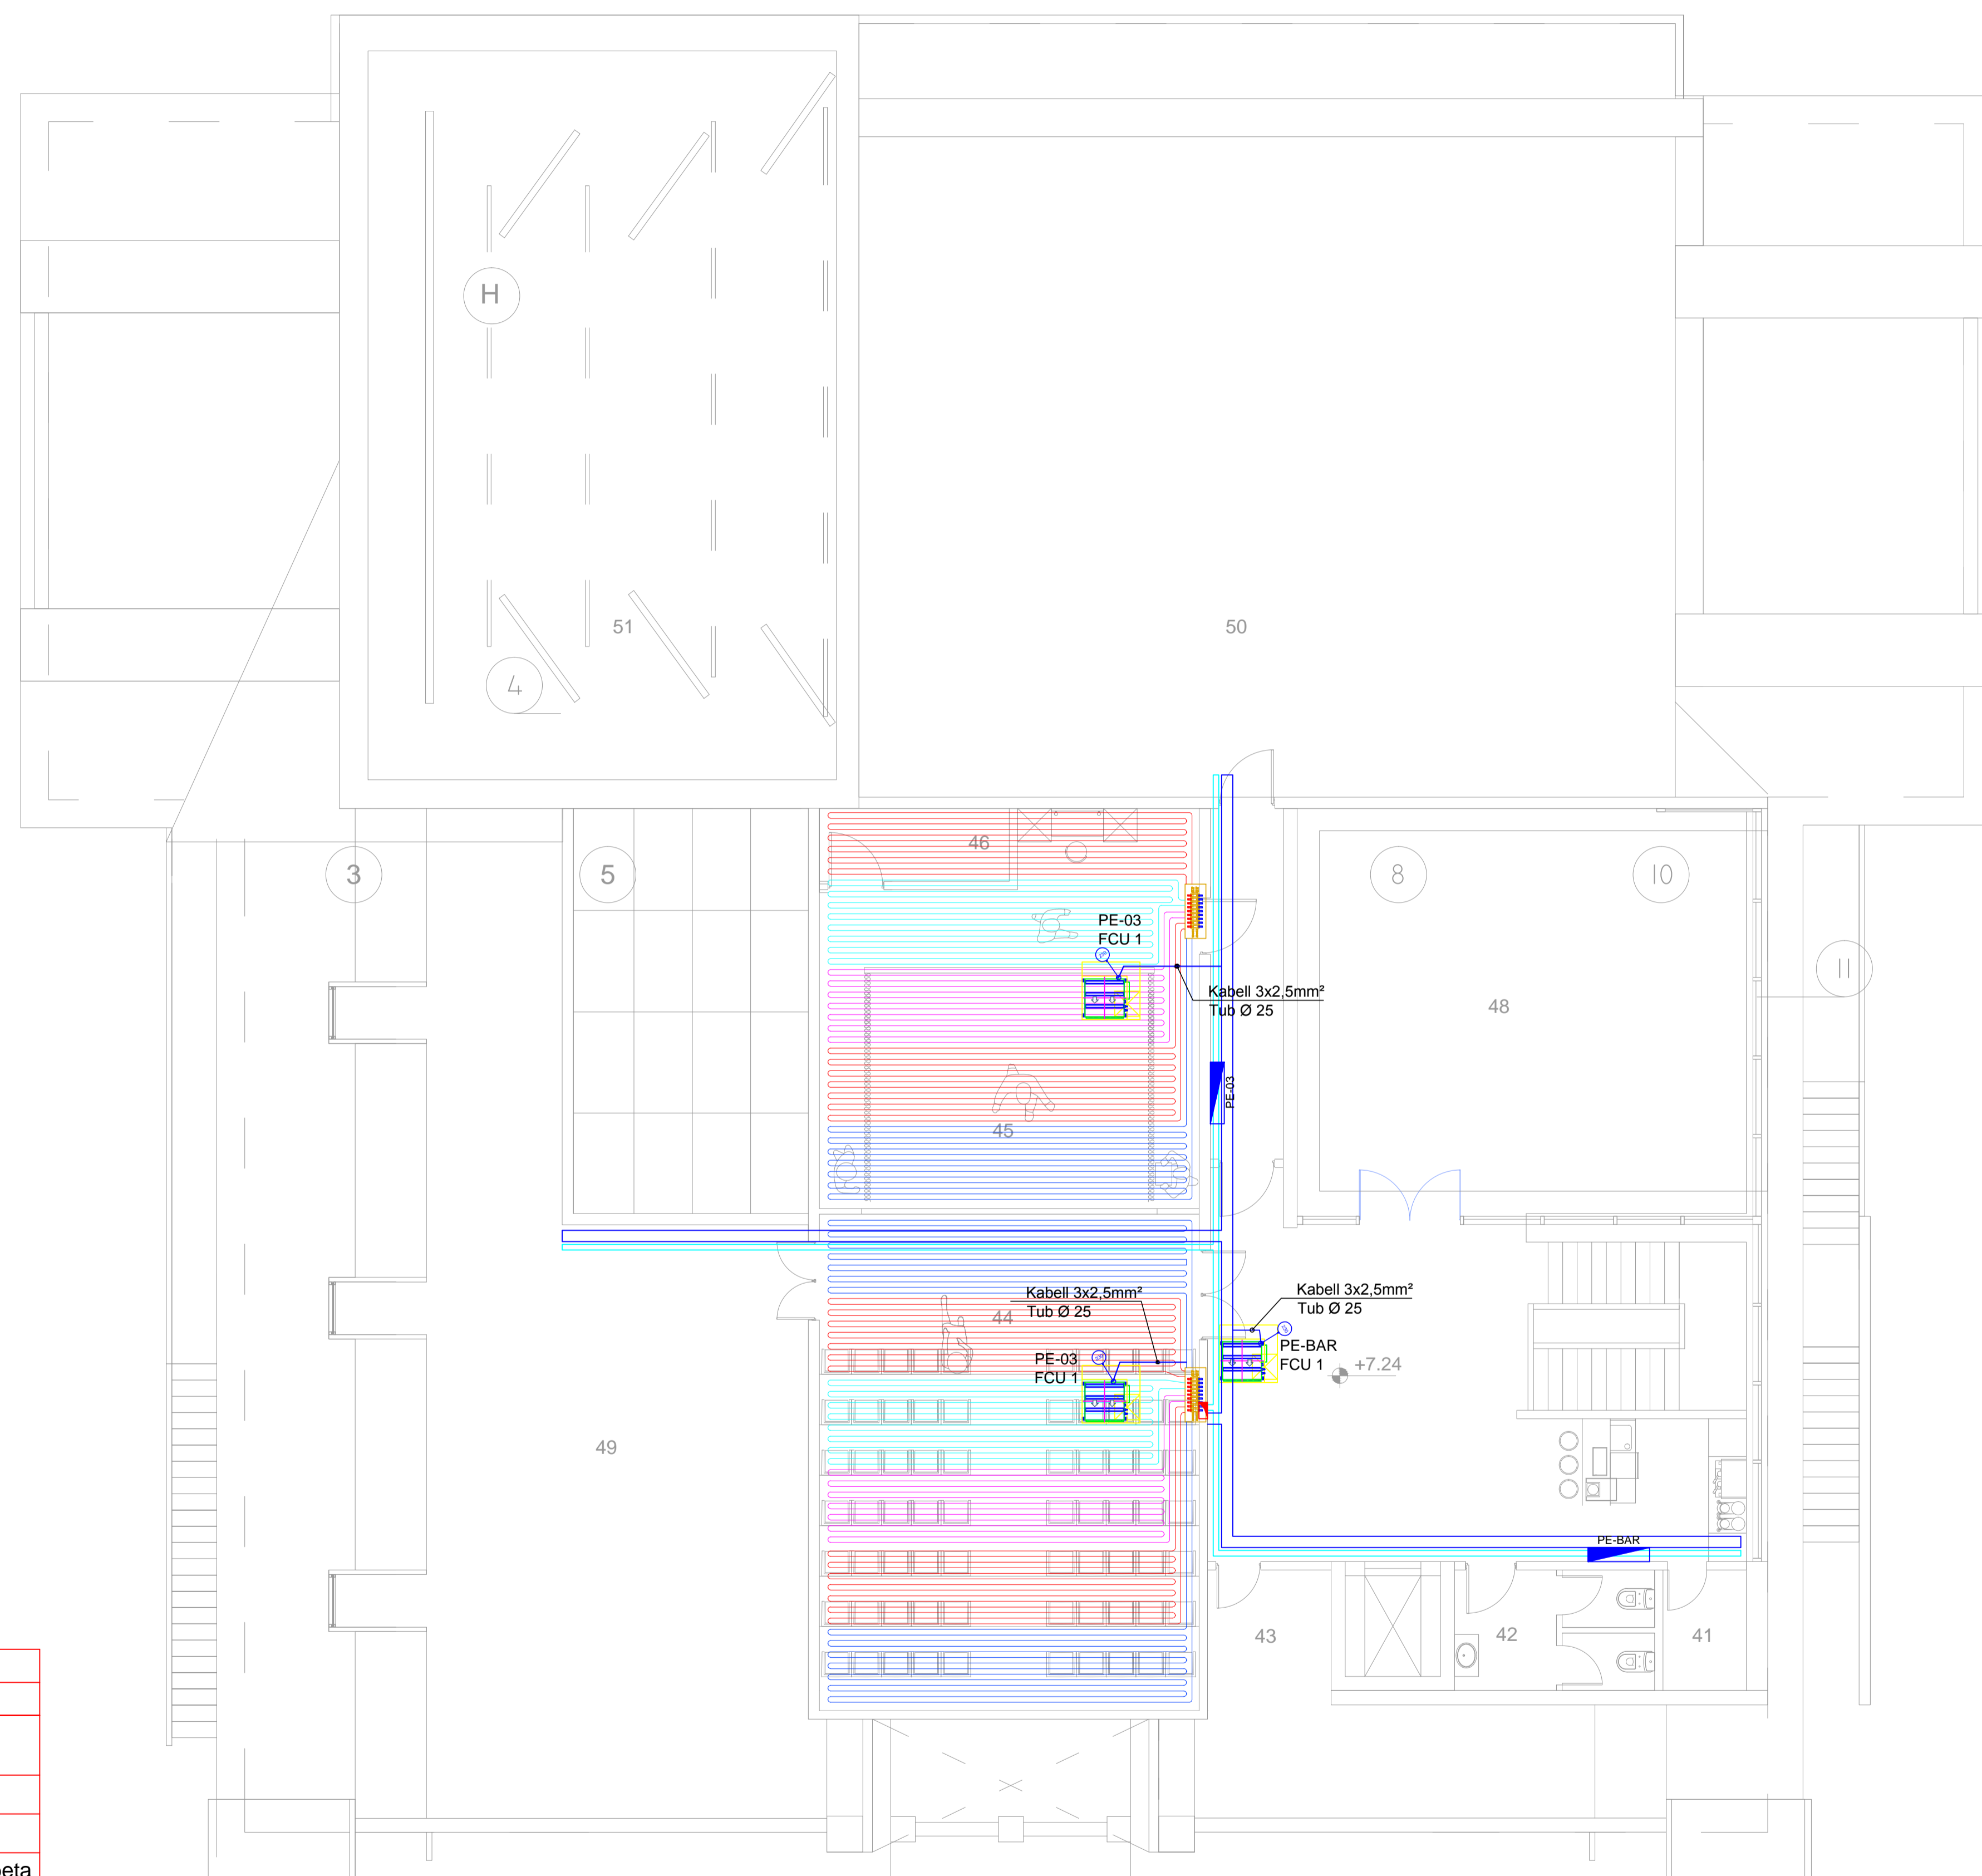 H
51
50
4
46
3
5
8
10
PE-03
FCU 1
11
Kabell 3x2,5mm²
Tub Ø 25
48
PE-03
45
Kabell 3x2,5mm²
Tub Ø 25
Kabell 3x2,5mm²
Tub Ø 25
44
PE-BAR
FCU 1
PE-03
FCU 1
+7.24
49
PE-BAR
43
42
41